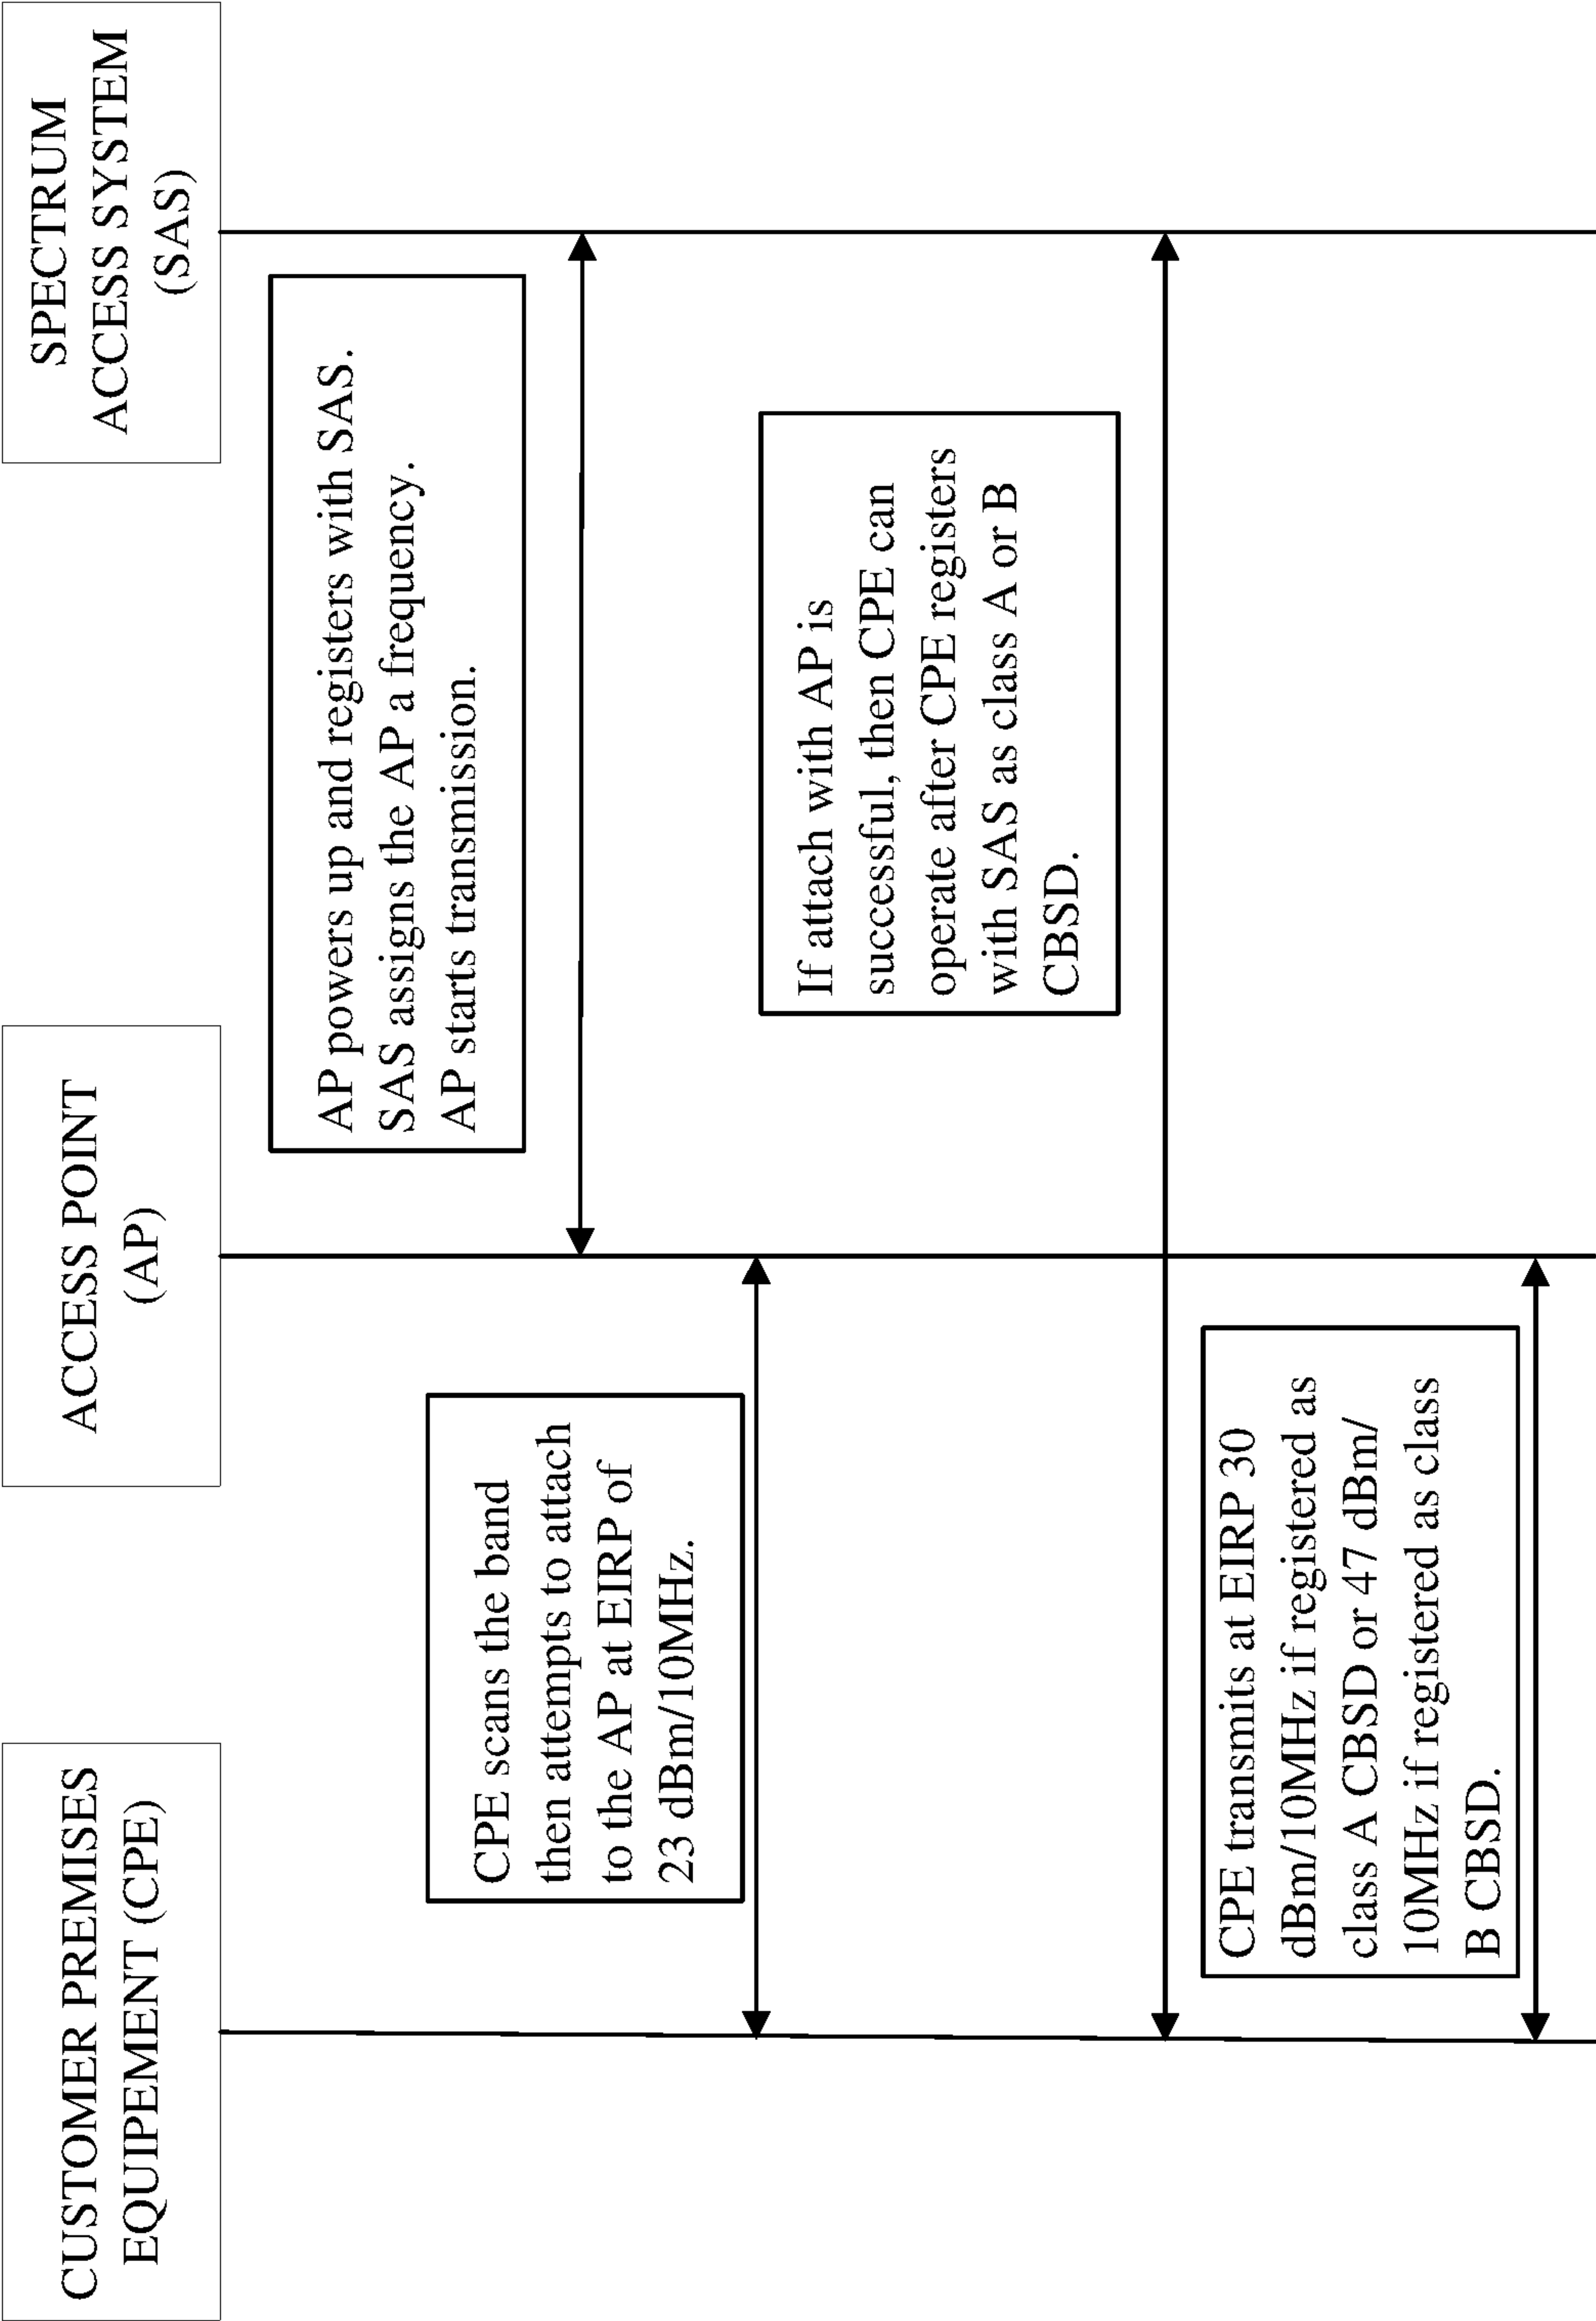 CUSTOMER PREMISES
EQUIPEMENT (CPE)
ACCESS POINT
(AP)
SPECTRUM
ACCESS SYSTEM
(SAS)
AP powers up and registers with SAS.
SAS assigns the AP a frequency.
AP starts transmission.
CPE scans the band
then attempts to attach
to the AP at EIRP of
23 dBm/10MHz.
If attach with AP is
successful, then CPE can
operate after CPE registers
with SAS as class A or B
CBSD.
CPE transmits at EIRP 30
dBm/10MHz if registered as
class A CBSD or 47 dBm/
10MHz if registered as class
B CBSD.